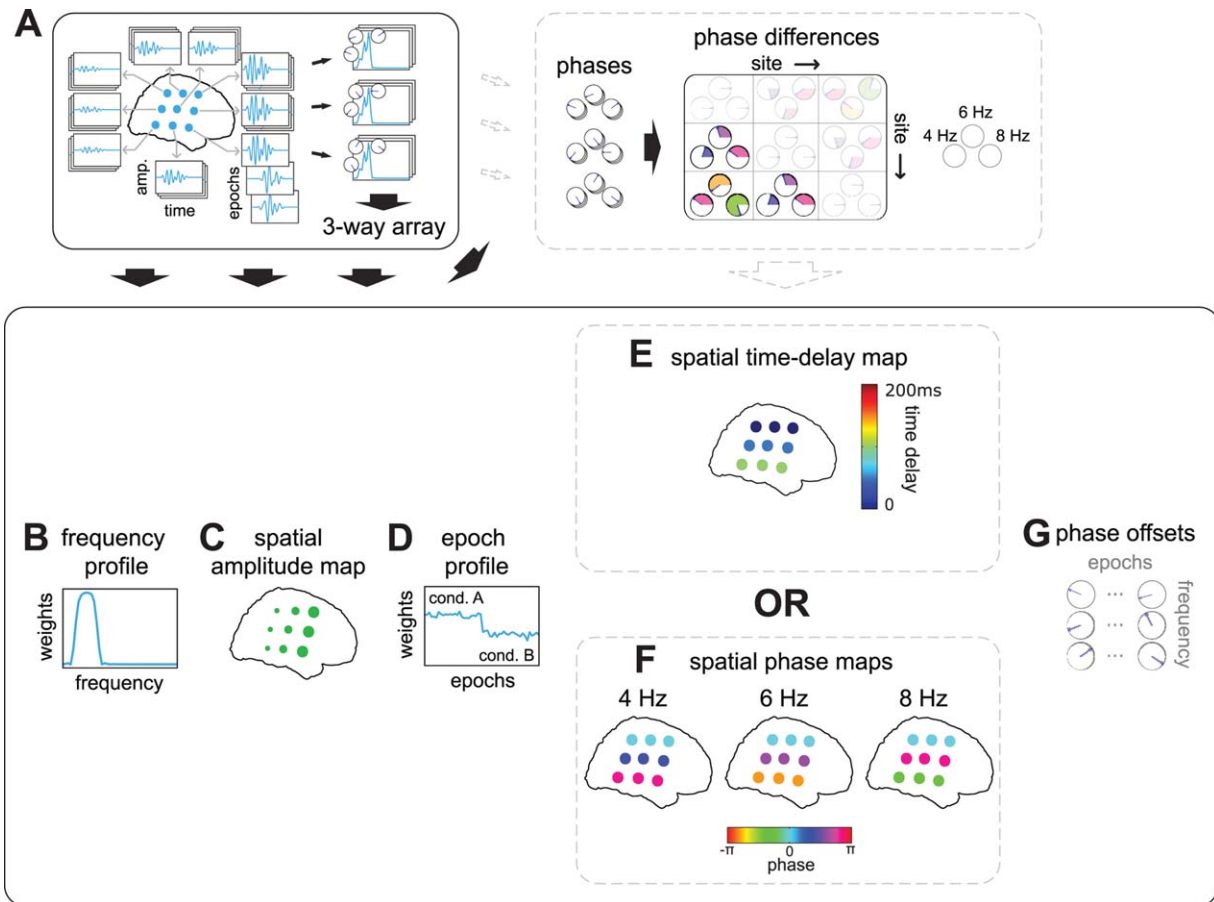 A
amp.
time
epochs
3-way array
phase differences
site →
phases
site →
6 Hz
4 Hz
8 Hz
E spatial time-delay map
200ms
time delay
0
B frequency
profile
weights
frequency
C spatial
amplitude map
D epoch
profile
weights
cond. A
cond. B
epochs
OR
F spatial phase maps
4 Hz
6 Hz
8 Hz
-π
0
π
phase
G phase offsets
epochs
...
...
...
frequency